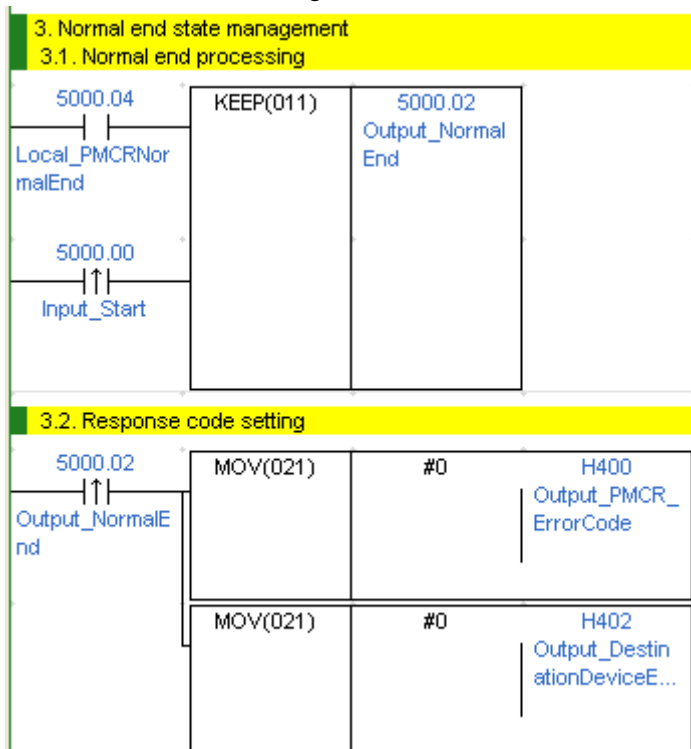 3. Normal end state management
3.1. Normal end processing
5000.04
KEEP(011)
5000.02
Output_Normal
End
Local_PMCRNor
malEnd
5000.00
Input_Start
3.2. Response code setting
5000.02
MOV(021)
#0
H400
Output_PMCR_
ErrorCode
Output_NormalE
nd
MOV(021)
#0
H402
Output_Destin
ationDeviceE...